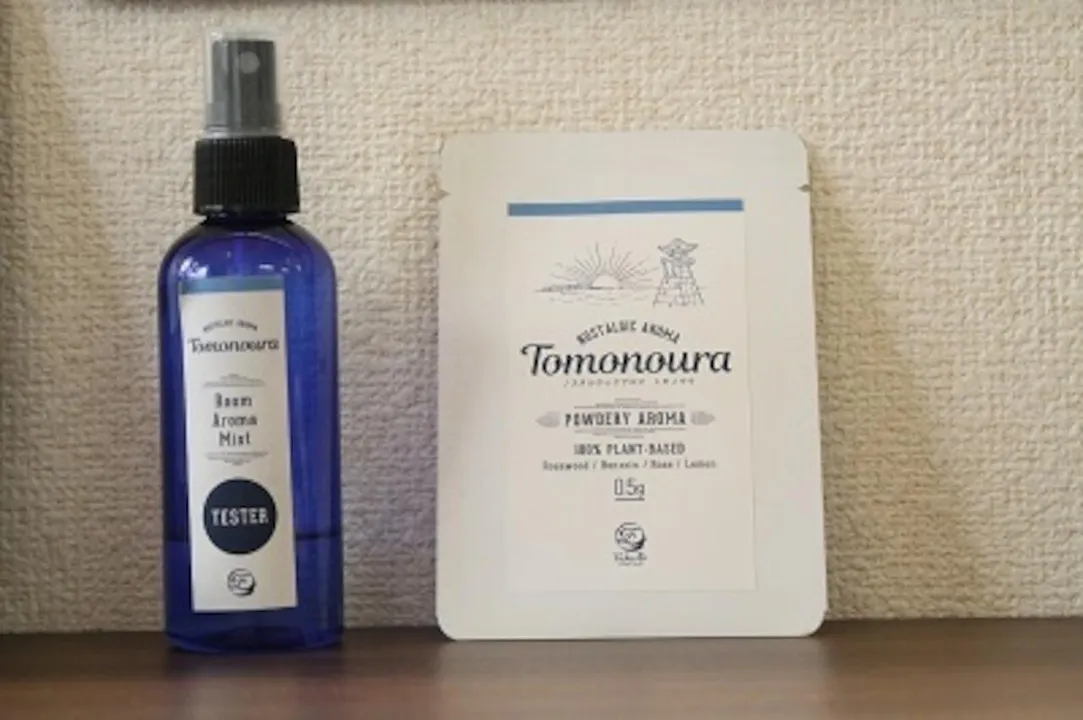 NOSTALGIC AROMA
Tomonoura
Room
Aroma
Mist
TESTER
NOSTALGIC AROMA
Tomonoura
POWDERY AROMA
100% PLANT-BASED
Rosewood / Benzoin / Rose / Lemon
0.5g